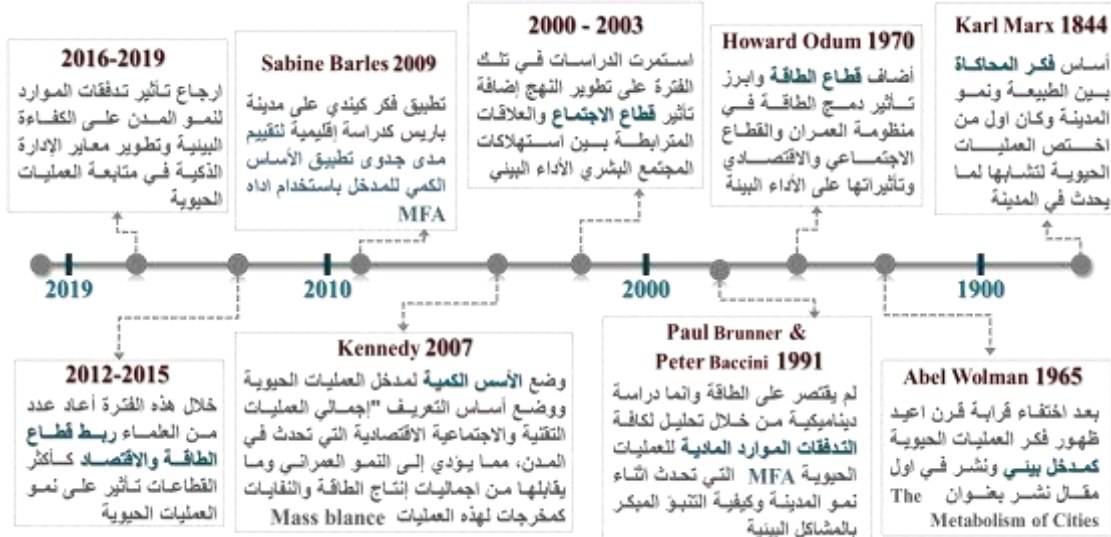 Karl Marx 1844
أساس فكر المحاكاة
بين الطبيعة ونمو
المدينة وكان اول من
اختص العمليات
الحيوية لتشابها لما
يحدث في المدينة
Howard Odum 1970
أضاف قطاع الطاقة وابرز
تأثير دمج الطاقة في
منظومة العمران والقطاع
الاجتماعي والاقتصادي
وتأثيراتها على الأداء البيئة
2000 - 2003
استمرت الدراسات في تلك
الفترة على تطوير النهج إضافة
تأثير قطاع الاجتماع والعلاقات
المترابطة بين استهلاكات
المجتمع البشري الأداء البيئي
Sabine Barles 2009
تطبيق فكر كيندي على مدينة
باريس كدراسة إقليمية لتقييم
مدى جدوى تطبيق الأساس
الكمي للمدخل باستخدام اداه
MFA
2016-2019
ارجاع تأثير تدفقات الموارد
لنمو المدن على الكفاءة
البيئية وتطوير معاير الإدارة
الذكية في متابعة العمليات
الحيوية
1900
2000
2010
2019
Abel Wolman 1965
بعد اختفاء قرابة قرن اعيد
ظهور فكر العمليات الحيوية
كمدخل بيئي ونشر في اول
مقال نشر بعنوان The
Metabolism of Cities
Paul Brunner &
Peter Baccini 1991
لم يقتصر على الطاقة وانما دراسة
ديناميكية من خلال تحليل لكافة
التدفقات الموارد المادية للعمليات
الحيوية MFA التي تحدث اثناء
نمو المدينة وكيفية التنبؤ المبكر
بالمشاكل البيئية
Kennedy 2007
وضع الأسس الكمية لمدخل العمليات الحيوية
ووضع أساس التعريف "إجمالي العمليات
التقنية والاجتماعية الاقتصادية التي تحدث في
المدن، مما يؤدي إلى النمو العمراني وما
يقابلها من اجماليات إنتاج الطاقة والنفايات
كمخرجات لهذه العمليات Mass blance
2012-2015
خلال هذه الفترة أعاد عدد
من العلماء ربط قطاع
الطاقة والاقتصاد كأكثر
القطاعات تأثير على نمو
العمليات الحيوية